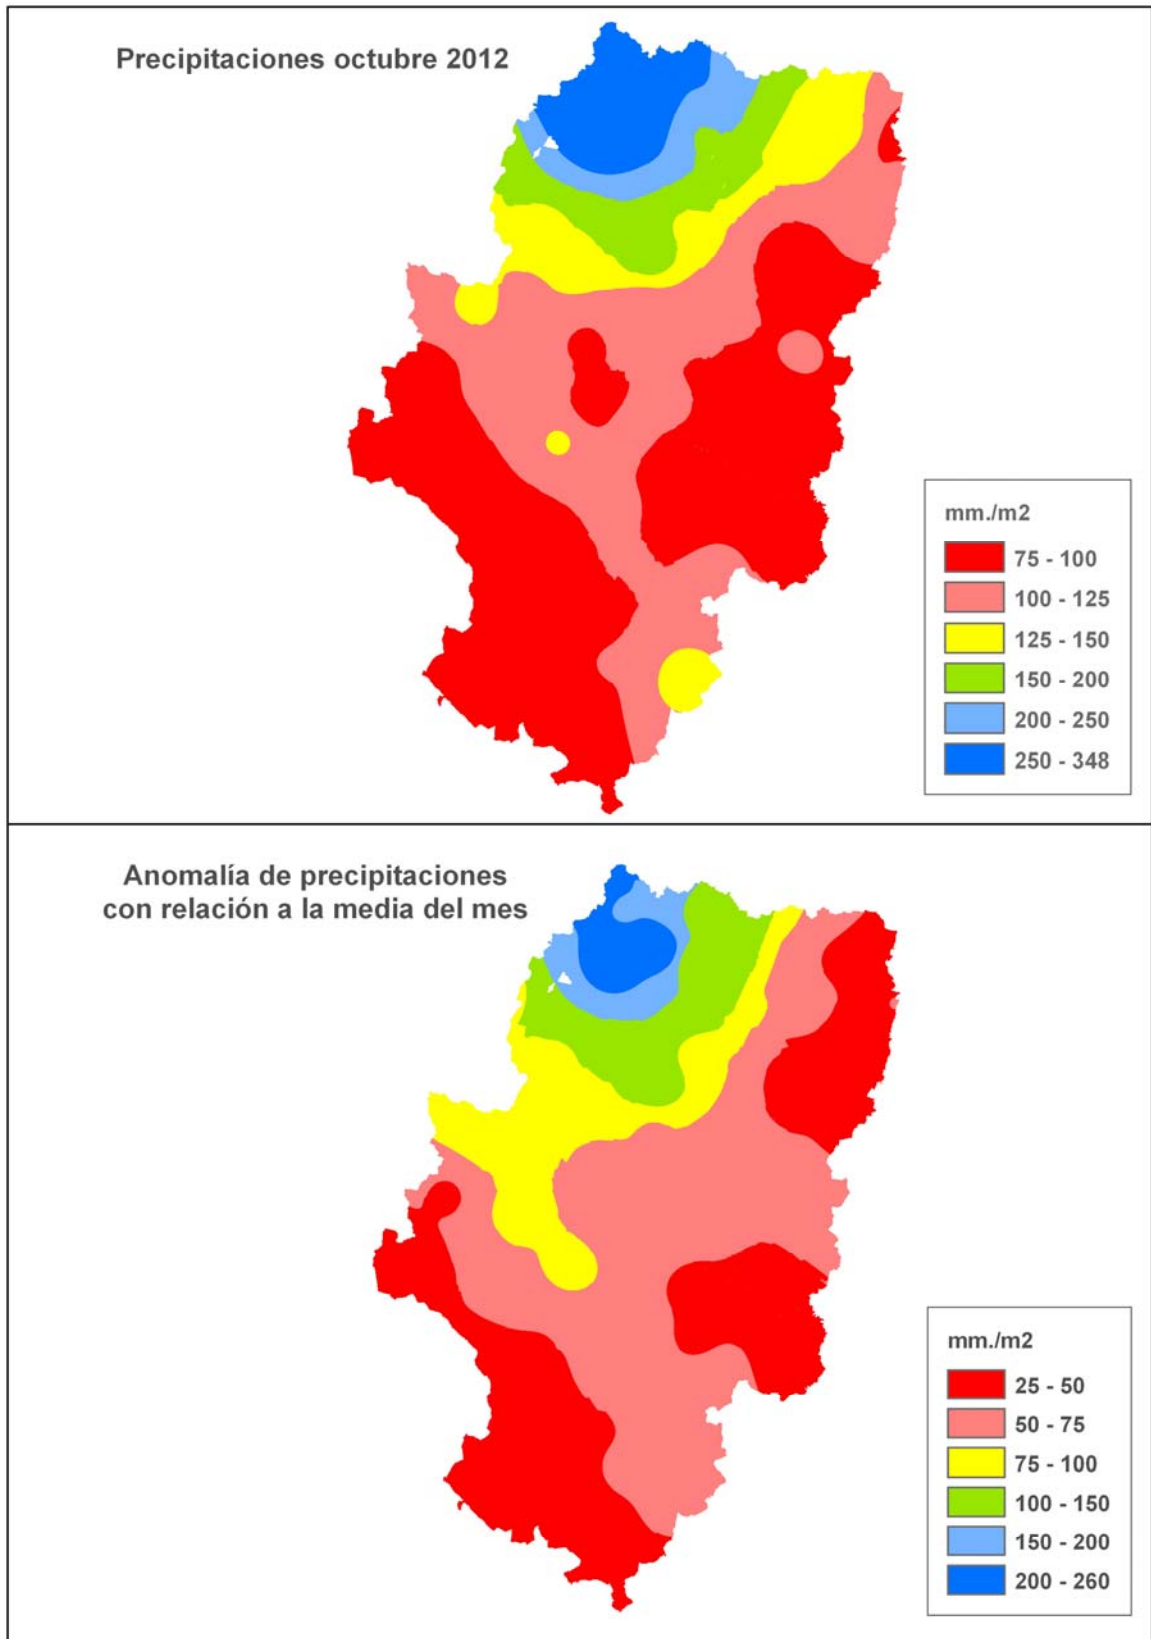 Precipitaciones octubre 2012
mm./m2
75 - 100
100 - 125
125 - 150
150 - 200
200 - 250
250 - 348
Anomalía de precipitaciones
con relación a la media del mes
mm./m2
25 - 50
50 - 75
75 - 100
100 - 150
150 - 200
200 - 260